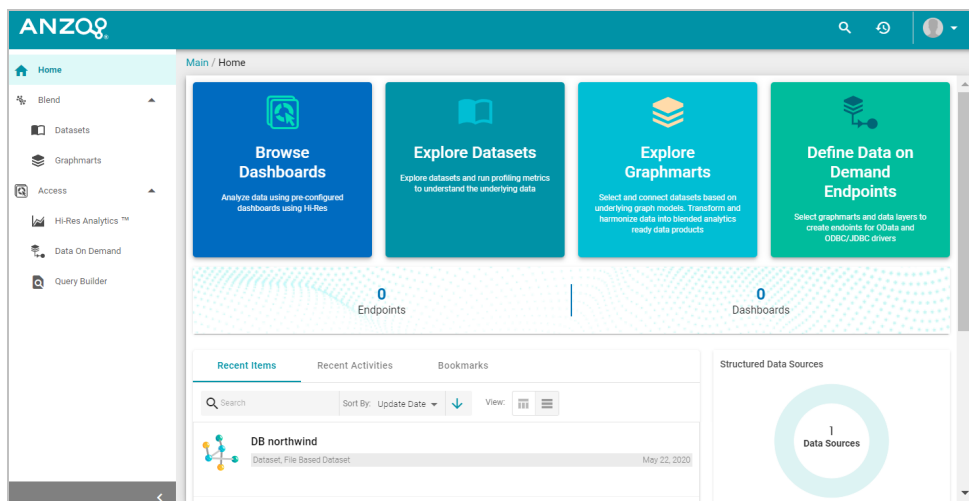 ANZO®
Home
Blend
Datasets
Graphmarts
Access
Hi-Res Analytics ™
Data On Demand
Query Builder
Main / Home
Browse
Dashboards
Analyze data using pre-configured
dashboards using Hi-Res
Explore Datasets
Explore datasets and run profiling metrics
to understand the underlying data
Explore
Graphmarts
Select and connect datasets based on
underlying graph models. Transform and
harmonize data into blended analytics
ready data products
Define Data on
Demand
Endpoints
Select graphmarts and data layers to
create endoints for OData and
ODBC/JDBC drivers
0
Endpoints
0
Dashboards
Recent Items Recent Activities Bookmarks
Search Sort By: Update Date View:
DB northwind
Dataset, File Based Dataset May 22, 2020
Structured Data Sources
1
Data Sources